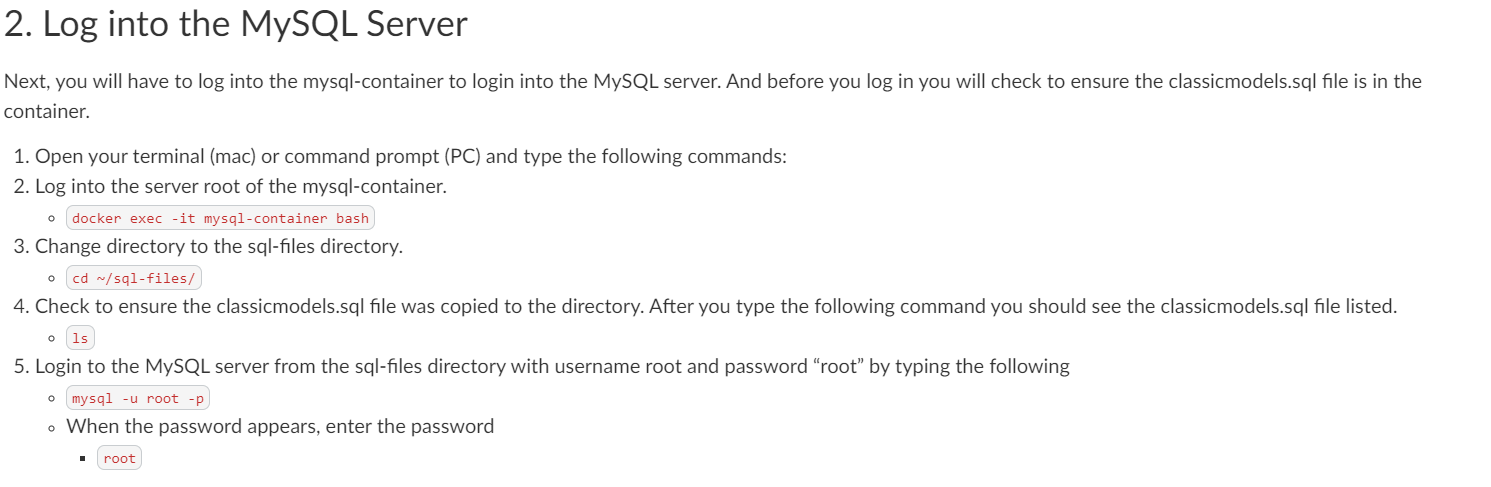 2. Log into the MySQL Server
Next, you will have to log into the mysql-container to login into the MySQL server. And before you log in you will check to ensure the classicmodels.sql file is in the
container.
1. Open your terminal (mac) or command prompt (PC) and type the following commands:
2. Log into the server root of the mysql-container.
docker exec -it mysql-container bash
3. Change directory to the sql-files directory.
cd ~/sql-files/
4. Check to ensure the classicmodels.sql file was copied to the directory. After you type the following command you should see the classicmodels.sql file listed.
ls
5. Login to the MySQL server from the sql-files directory with username root and password “root” by typing the following
mysql -u root -p
When the password appears, enter the password
root